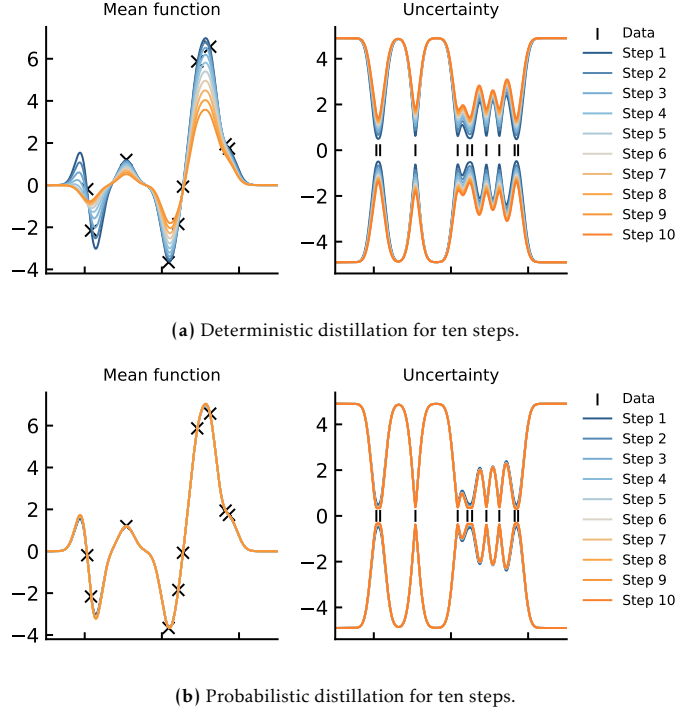 Mean function
Uncertainty
6
4
2
0
−2
−4
4
2
0
−2
−4
Data
Step 1
Step 2
Step 3
Step 4
Step 5
Step 6
Step 7
Step 8
Step 9
Step 10
(a) Deterministic distillation for ten steps.
Mean function
Uncertainty
6
4
2
0
−2
−4
4
2
0
−2
−4
Data
Step 1
Step 2
Step 3
Step 4
Step 5
Step 6
Step 7
Step 8
Step 9
Step 10
(b) Probabilistic distillation for ten steps.